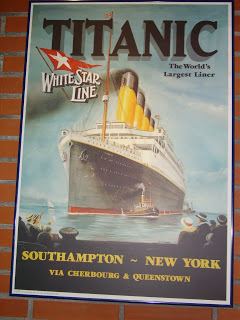 TITANIC
The World's
Largest Liner
WHITE STAR
LINE
SOUTHAMPTON ~ NEW YORK
VIA CHERBOURG & QUEENSTOWN